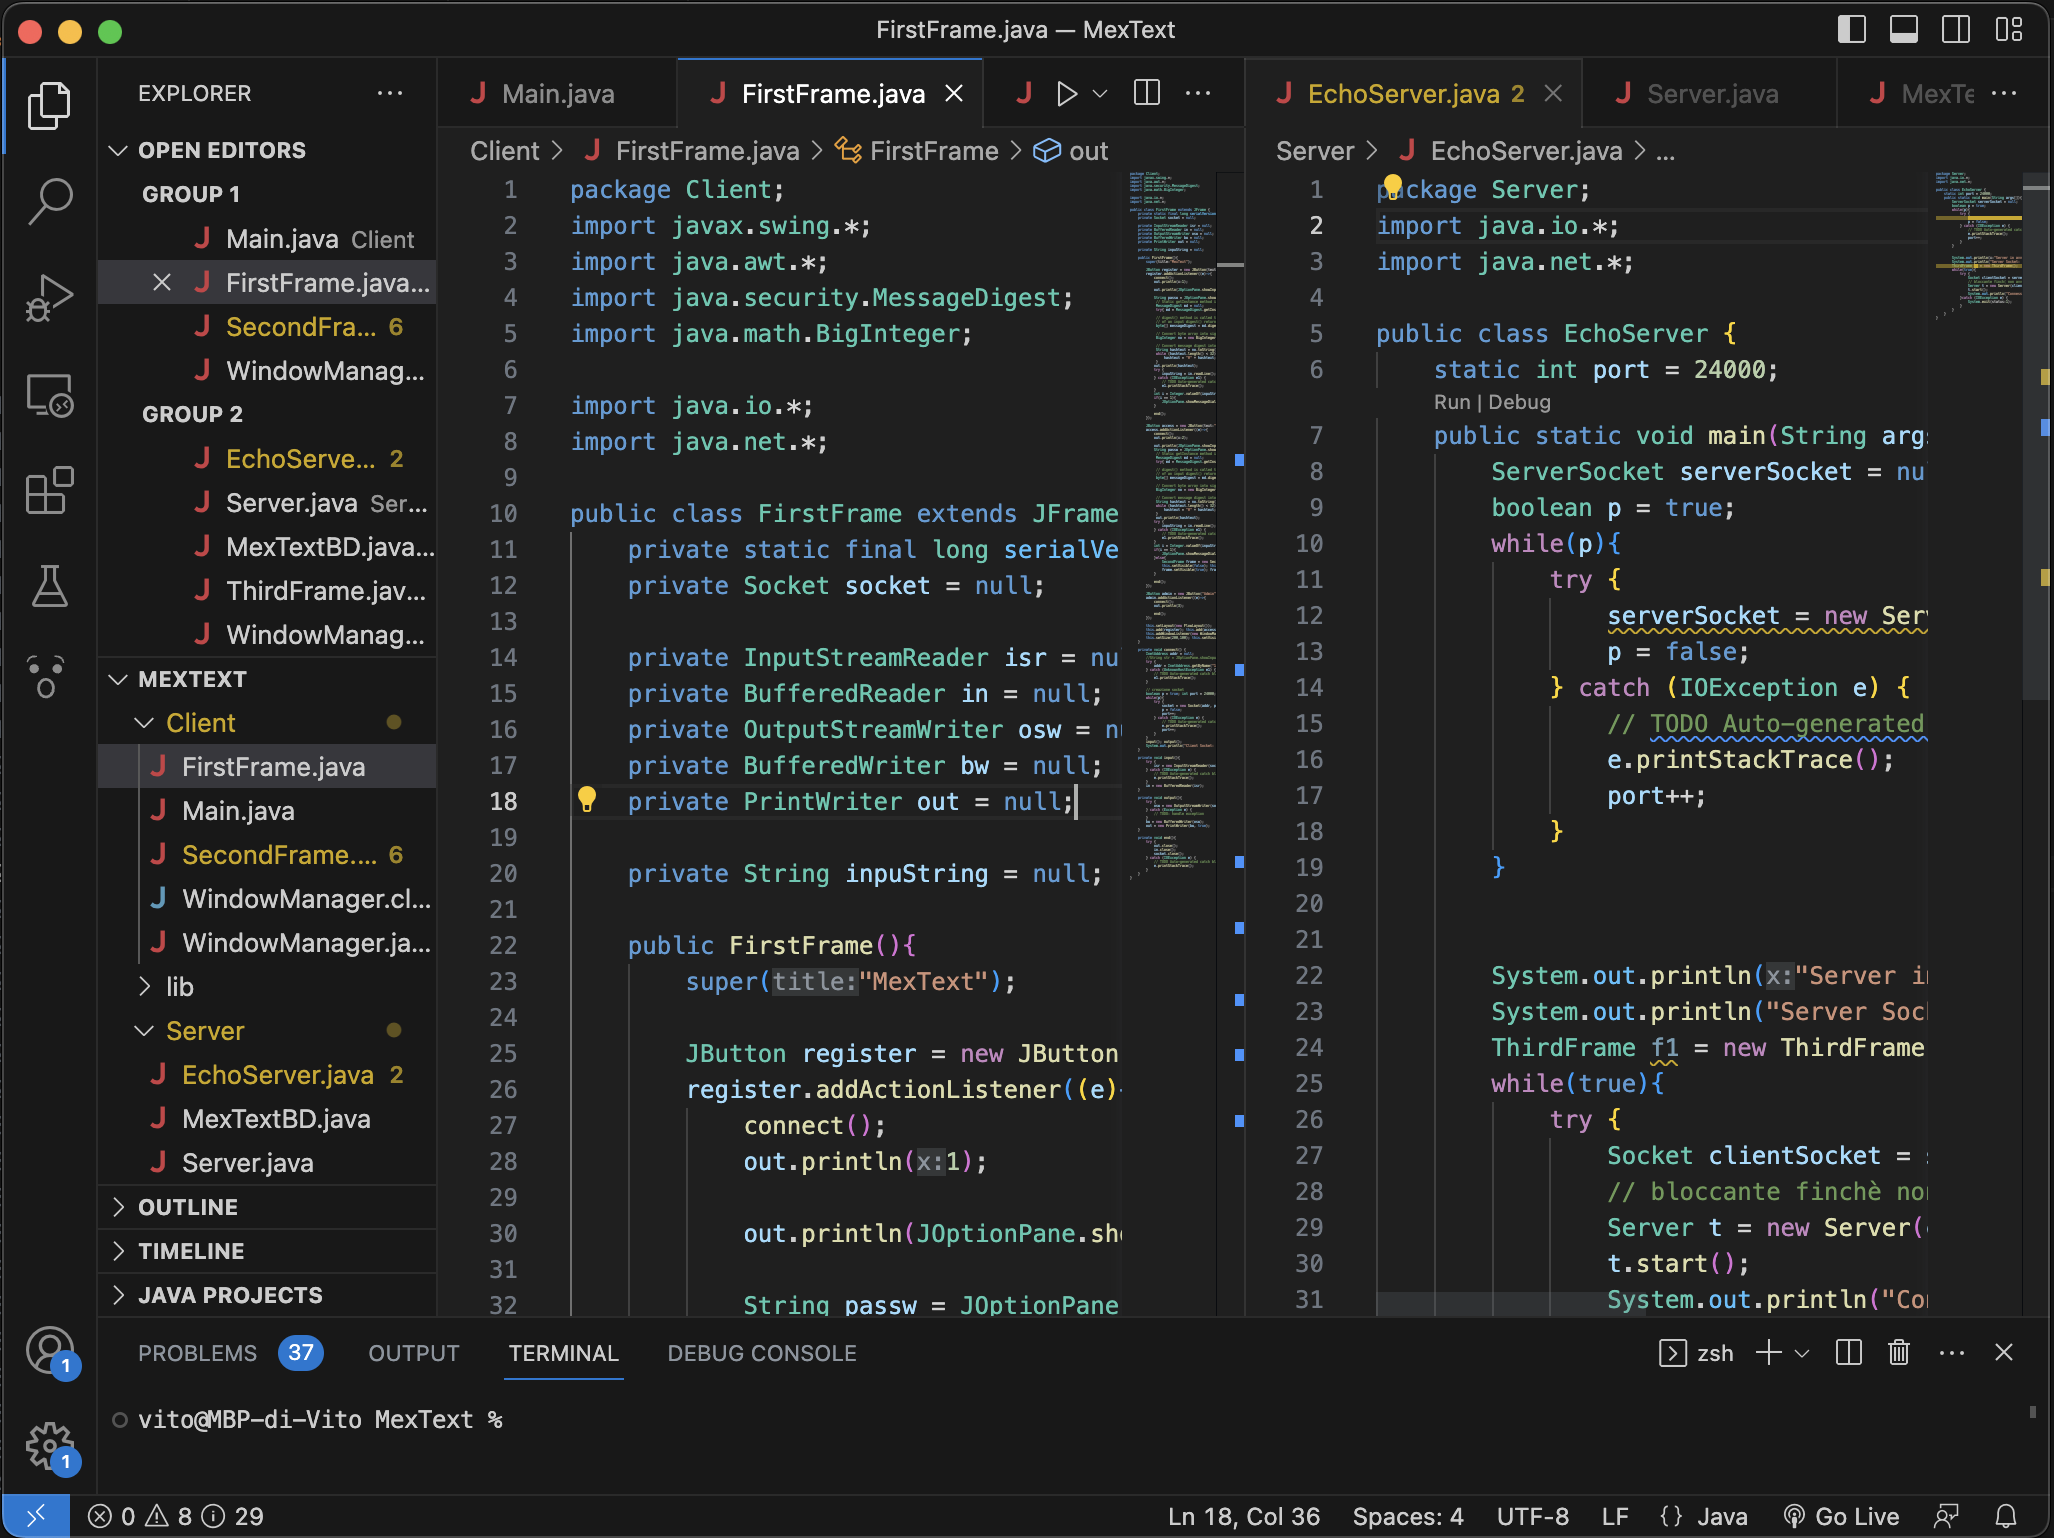 FirstFrame.java — MexText
EXPLORER
OPEN EDITORS
GROUP 1
Main.java Client
FirstFrame.java...
SecondFra... 6
WindowManag...
GROUP 2
EchoServe... 2
Server.java Ser...
MexTextBD.java...
ThirdFrame.jav...
WindowManag...
MEXTEXT
Client
FirstFrame.java
Main.java
SecondFrame.... 6
WindowManager.cl...
WindowManager.ja...
lib
Server
EchoServer.java 2
MexTextBD.java
Server.java
OUTLINE
TIMELINE
JAVA PROJECTS
Main.java
FirstFrame.java
Client > FirstFrame.java > FirstFrame > out
1 package Client;
2 import javax.swing.*;
3 import java.awt.*;
4 import java.security.MessageDigest;
5 import java.math.BigInteger;
6
7 import java.io.*;
8 import java.net.*;
9
10 public class FirstFrame extends JFrame
11 private static final long serialVe
12 private Socket socket = null;
13
14 private InputStreamReader isr = nu
15 private BufferedReader in = null;
16 private OutputStreamWriter osw = n
17 private BufferedWriter bw = null;
18 private PrintWriter out = null;
19
20 private String inpuString = null;
21
22 public FirstFrame(){
23 super(title:"MexText");
24
25 JButton register = new JButton
26 register.addActionListener((e)-
27 connect();
28 out.println(x:1);
29
30 out.println(JOptionPane.sho
31
32 String passw = JOptionPane
EchoServer.java 2
Server.java
MexTe
Server > EchoServer.java > ...
1 package Server;
2 import java.io.*;
3 import java.net.*;
4
5 public class EchoServer {
6 static int port = 24000;
Run | Debug
7 public static void main(String args
8 ServerSocket serverSocket = nu
9 boolean p = true;
10 while(p){
11 try {
12 serverSocket = new Serv
13 p = false;
14 } catch (IOException e) {
15 // TODO Auto-generated
16 e.printStackTrace();
17 port++;
18 }
19 }
20
21
22 System.out.println(x:"Server in
23 System.out.println("Server Soc
24 ThirdFrame f1 = new ThirdFrame
25 while(true){
26 try {
27 Socket clientSocket = s
28 // bloccante finchè non
29 Server t = new Server(c
30 t.start();
31 System.out.println("Con
PROBLEMS 37 OUTPUT TERMINAL DEBUG CONSOLE
zsh
vito@MBP-di-Vito MexText %
1
1
0 8 29
Ln 18, Col 36 Spaces: 4 UTF-8 LF {} Java Go Live